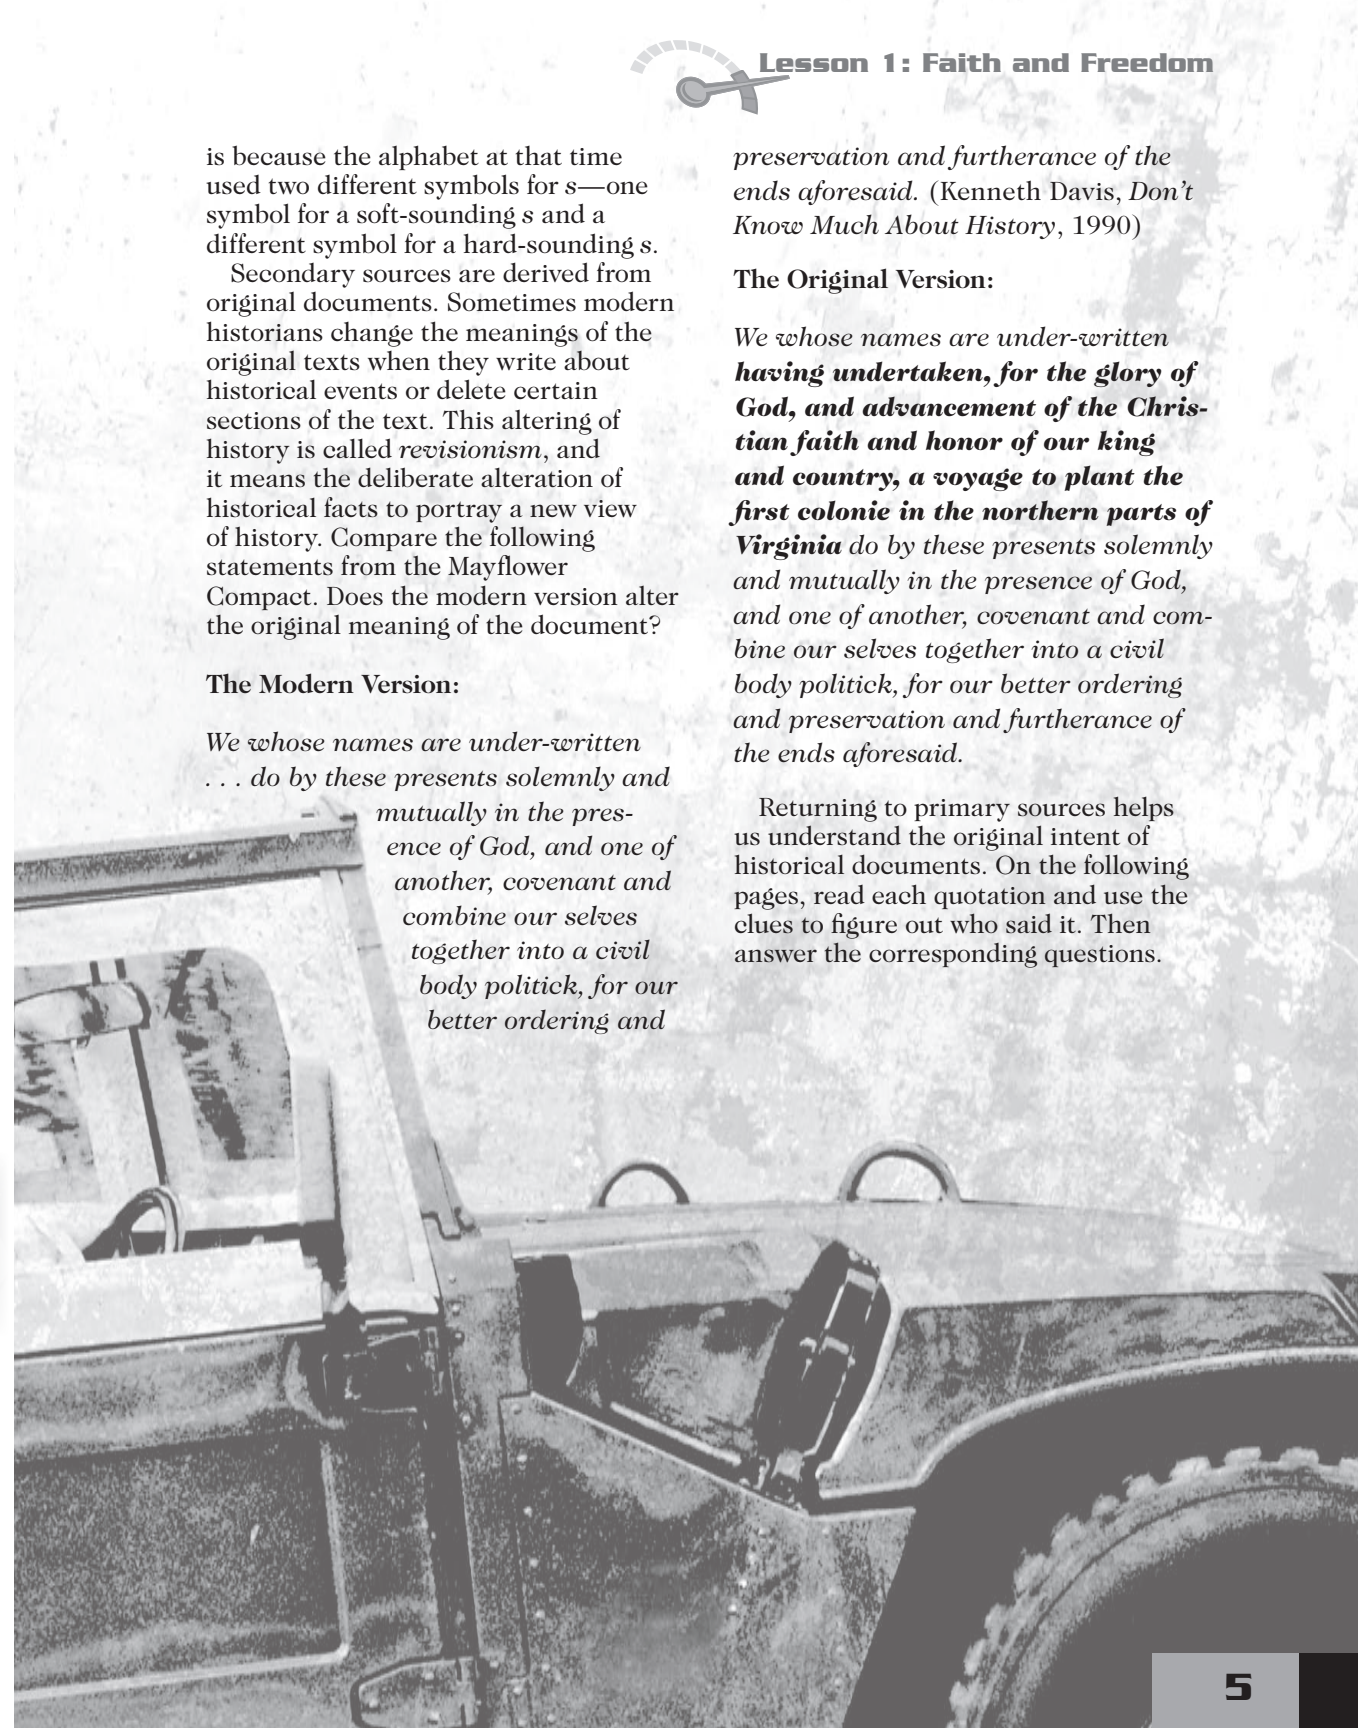 Lesson 1: Faith and Freedom
is because the alphabet at that time
used two different symbols for s—one
symbol for a soft-sounding s and a
different symbol for a hard-sounding s.
Secondary sources are derived from
original documents. Sometimes modern
historians change the meanings of the
original texts when they write about
historical events or delete certain
sections of the text. This altering of
history is called revisionism, and
it means the deliberate alteration of
historical facts to portray a new view
of history. Compare the following
statements from the Mayflower
Compact. Does the modern version alter
the original meaning of the document?
The Modern Version:
We whose names are under-written
. . . do by these presents solemnly and
mutually in the pres-
ence of God, and one of
another, covenant and
combine our selves
together into a civil
body politick, for our
better ordering and
preservation and furtherance of the
ends aforesaid. (Kenneth Davis, Don’t
Know Much About History, 1990)
The Original Version:
We whose names are under-written
having undertaken, for the glory of
God, and advancement of the Chris-
tian faith and honor of our king
and country, a voyage to plant the
first colonie in the northern parts of
Virginia do by these presents solemnly
and mutually in the presence of God,
and one of another, covenant and com-
bine our selves together into a civil
body politick, for our better ordering
and preservation and furtherance of
the ends aforesaid.
Returning to primary sources helps
us understand the original intent of
historical documents. On the following
pages, read each quotation and use the
clues to figure out who said it. Then
answer the corresponding questions.
5